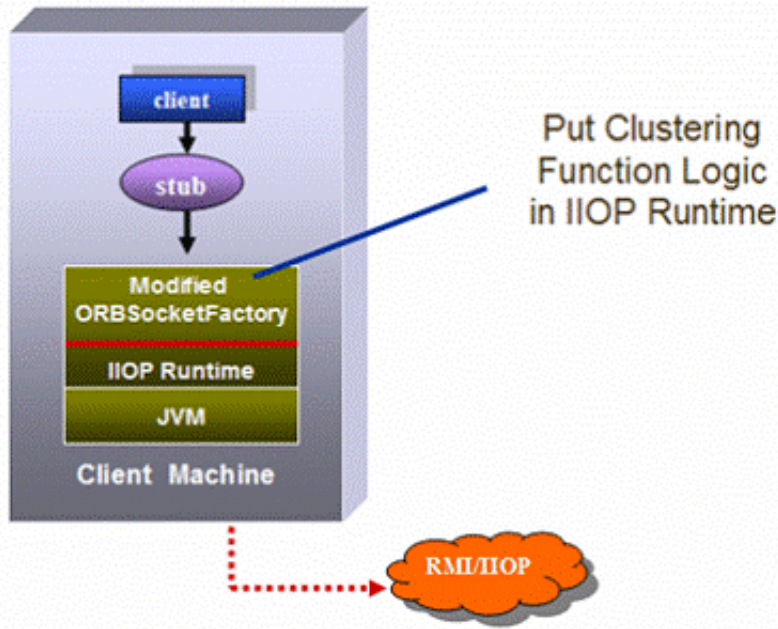 client
stub
Put Clustering
Function Logic
in IIOP Runtime
Modified
ORBSocketFactory
IIOP Runtime
JVM
Client Machine
RMI/IIOP